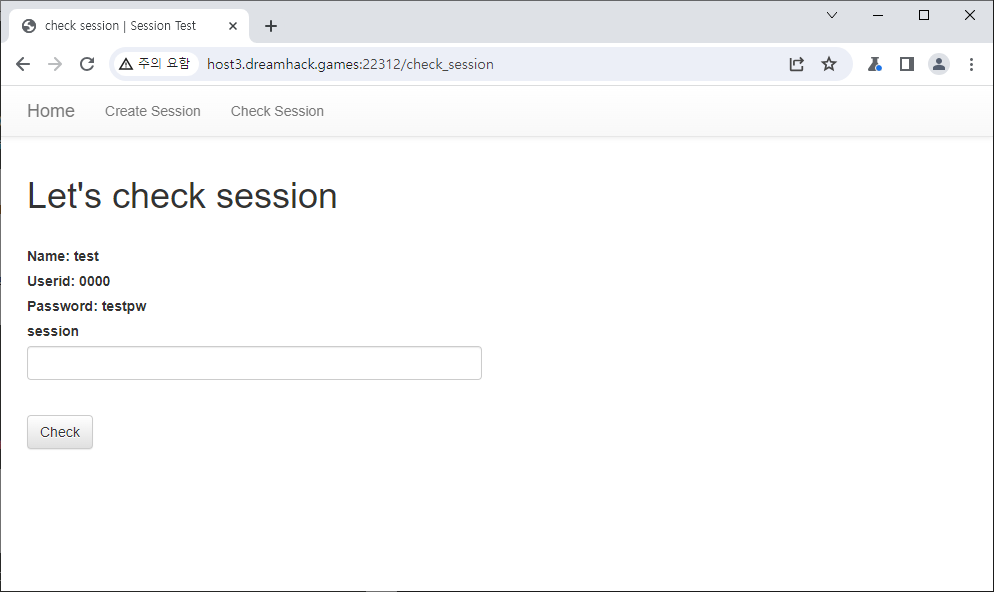 check session | Session Test
주의 요함 host3.dreamhack.games:22312/check_session
Home Create Session Check Session
Let's check session
Name: test
Userid: 0000
Password: testpw
session
Check